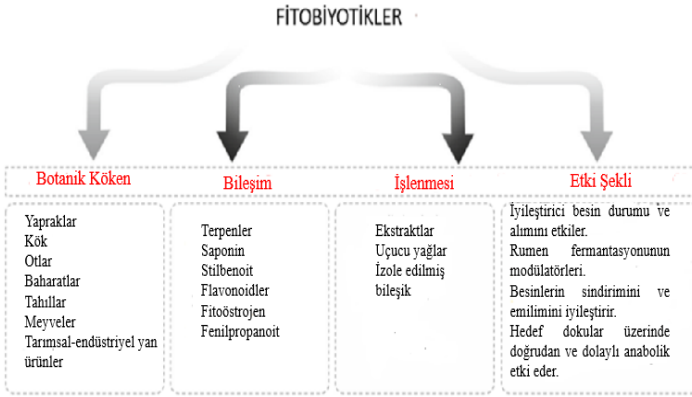 FİTOBİYOTİKLER
Botanik Köken
Yapraklar
Kök
Otlar
Baharatlar
Tahıllar
Meyveler
Tarımsal-endüstriyel yan
ürünler
Bileşim
Terpenler
Saponin
Stilbenoit
Flavonoidler
Fitoöstrojen
Fenilpropanoit
İşlenmesi
Ekstraktlar
Uçucu yağlar
İzole edilmiş
bileşik
Etki Şekli
İyileştirici besin durumu ve
alımını etkiler.
Rumen fermantasyonunun
modülatörleri.
Besinlerin sindirimini ve
emilimini iyileştirir.
Hedef dokular üzerinde
doğrudan ve dolaylı anabolik
etki eder.